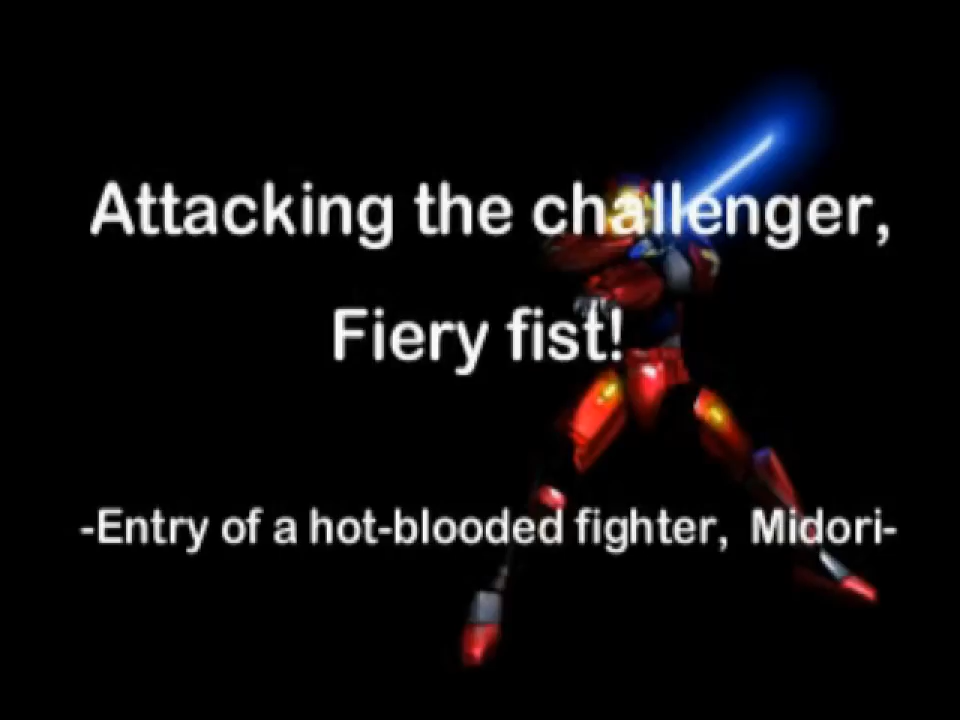 Attacking the challenger,
Fiery fist!
-Entry of a hot-blooded fighter, Midori-